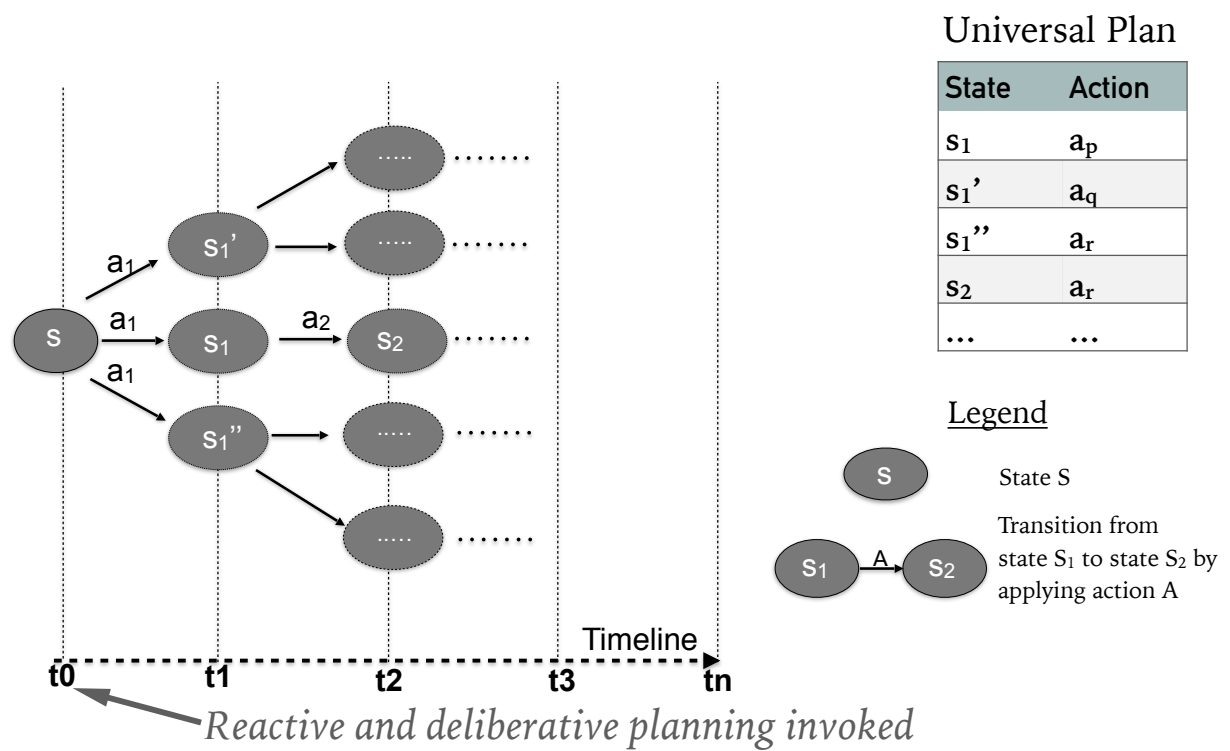 Universal Plan
State Action
s₁ aₚ
s₁’ a_q
s₁’’ aᵣ
s₂ aᵣ
... ...
.....
.......
s₁’
.....
.......
a₁
s
a₁
s₁
a₂
s₂
.......
a₁
s₁’’
.....
.......
.....
.......
Legend
s
State S
s₁ A s₂
Transition from
state S₁ to state S₂ by
applying action A
Timeline
t0 t1 t2 t3 tn
Reactive and deliberative planning invoked